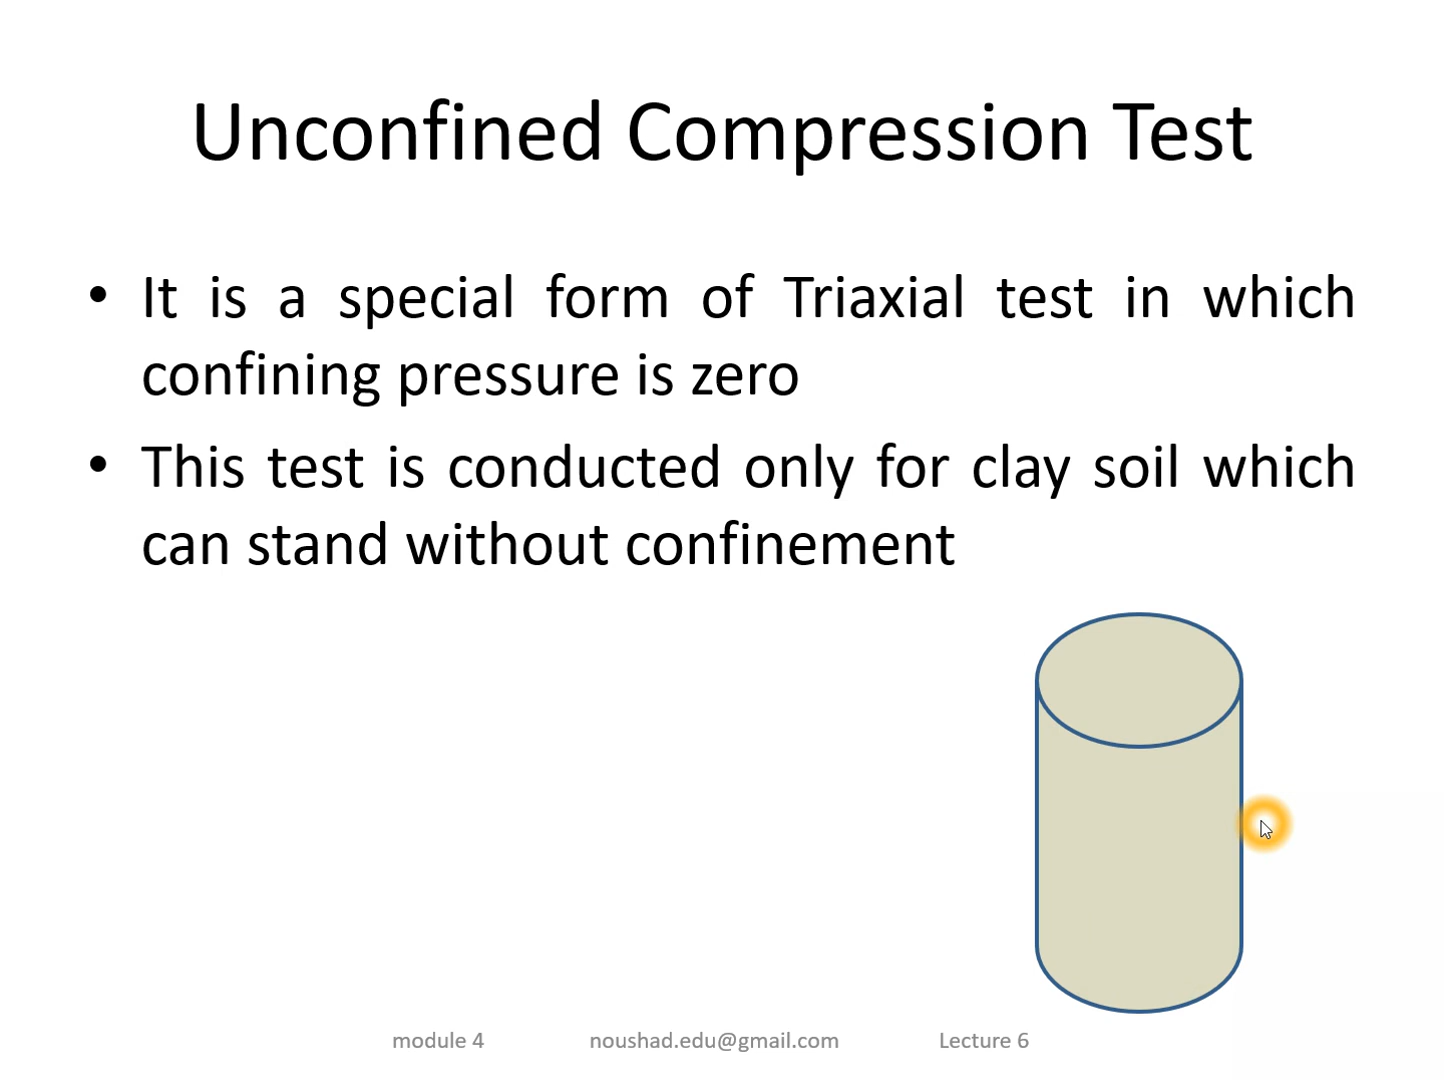 Unconfined Compression Test
• It is a special form of Triaxial test in which
confining pressure is zero
• This test is conducted only for clay soil which
can stand without confinement
module 4 noushad.edu@gmail.com Lecture 6